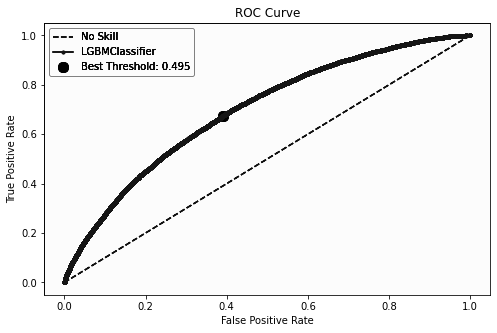 ROC Curve
No Skill
LGBMClassifier
Best Threshold: 0.495
True Positive Rate
1.0
0.8
0.6
0.4
0.2
0.0
0.0 0.2 0.4 0.6 0.8 1.0
False Positive Rate